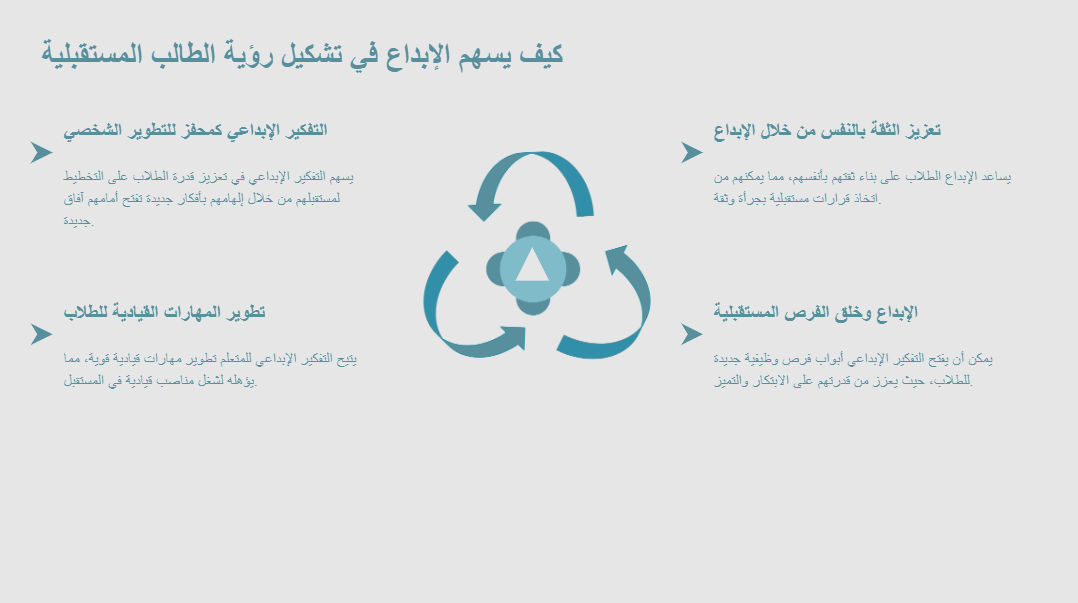 كيف يسهم الإبداع في تشكيل رؤية الطالب المستقبلية
تعزيز الثقة بالنفس من خلال الإبداع
يساعد الإبداع الطلاب على بناء ثقتهم بأنفسهم، مما يمكنهم من
اتخاذ قرارات مستقبلية بجرأة وثقة.
التفكير الإبداعي كمحفز للتطوير الشخصي
يسهم التفكير الإبداعي في تعزيز قدرة الطلاب على التخطيط
لمستقبلهم من خلال إلهامهم بأفكار جديدة تفتح أمامهم آفاق
جديدة.
الإبداع وخلق الفرص المستقبلية
يمكن أن يفتح التفكير الإبداعي أبواب فرص وظيفية جديدة
للطلاب، حيث يعزز من قدرتهم على الابتكار والتميز.
تطوير المهارات القيادية للطلاب
يتيح التفكير الإبداعي للمتعلم تطوير مهارات قيادية قوية، مما
يؤهله لشغل مناصب قيادية في المستقبل.